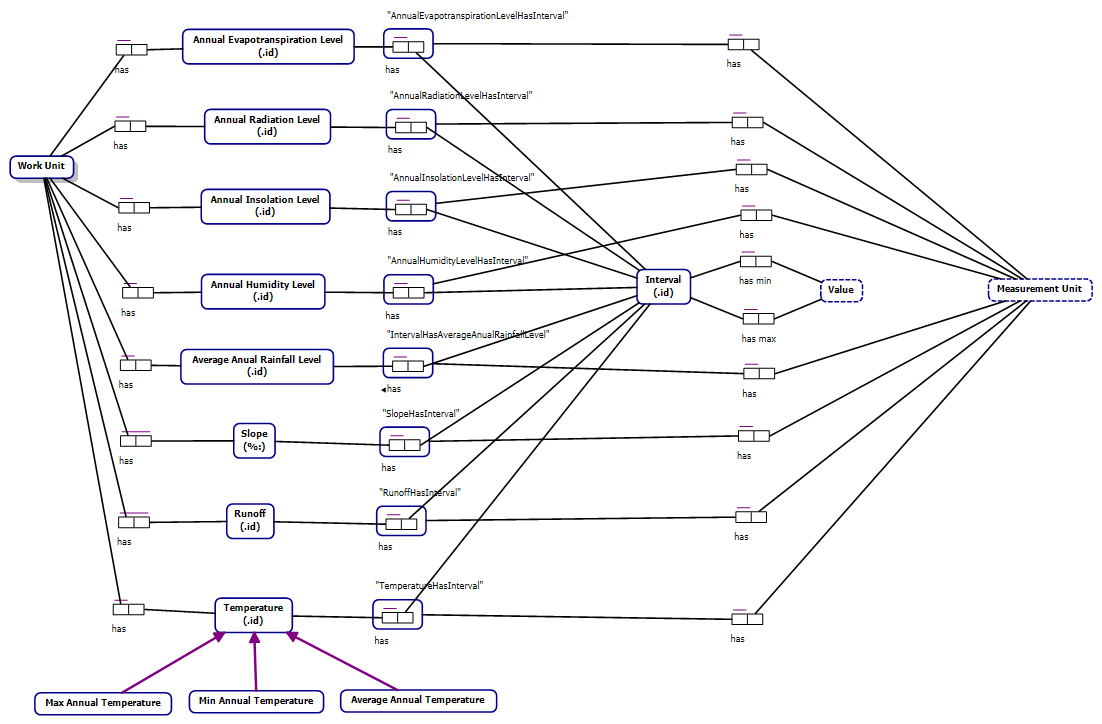 "AnnualEvapotranspirationLevelHasInterval"
Annual Evapotranspiration Level
(.id)
has
has
has
"AnnualRadiationLevelHasInterval"
Annual Radiation Level
(.id)
has
has
has
Work Unit
"AnnualInsolationLevelHasInterval"
has
Annual Insolation Level
(.id)
has
has
has
"AnnualHumidityLevelHasInterval"
Annual Humidity Level
(.id)
has
has
Interval
(.id)
has min
has max
Value
Measurement Unit
"IntervalHasAverageAnualRainfallLevel"
Average Anual Rainfall Level
(.id)
has
◄has
has
"SlopeHasInterval"
Slope
(%:)
has
has
has
"RunoffHasInterval"
Runoff
(.id)
has
has
has
"TemperatureHasInterval"
Temperature
(.id)
has
has
has
Max Annual Temperature
Min Annual Temperature
Average Annual Temperature